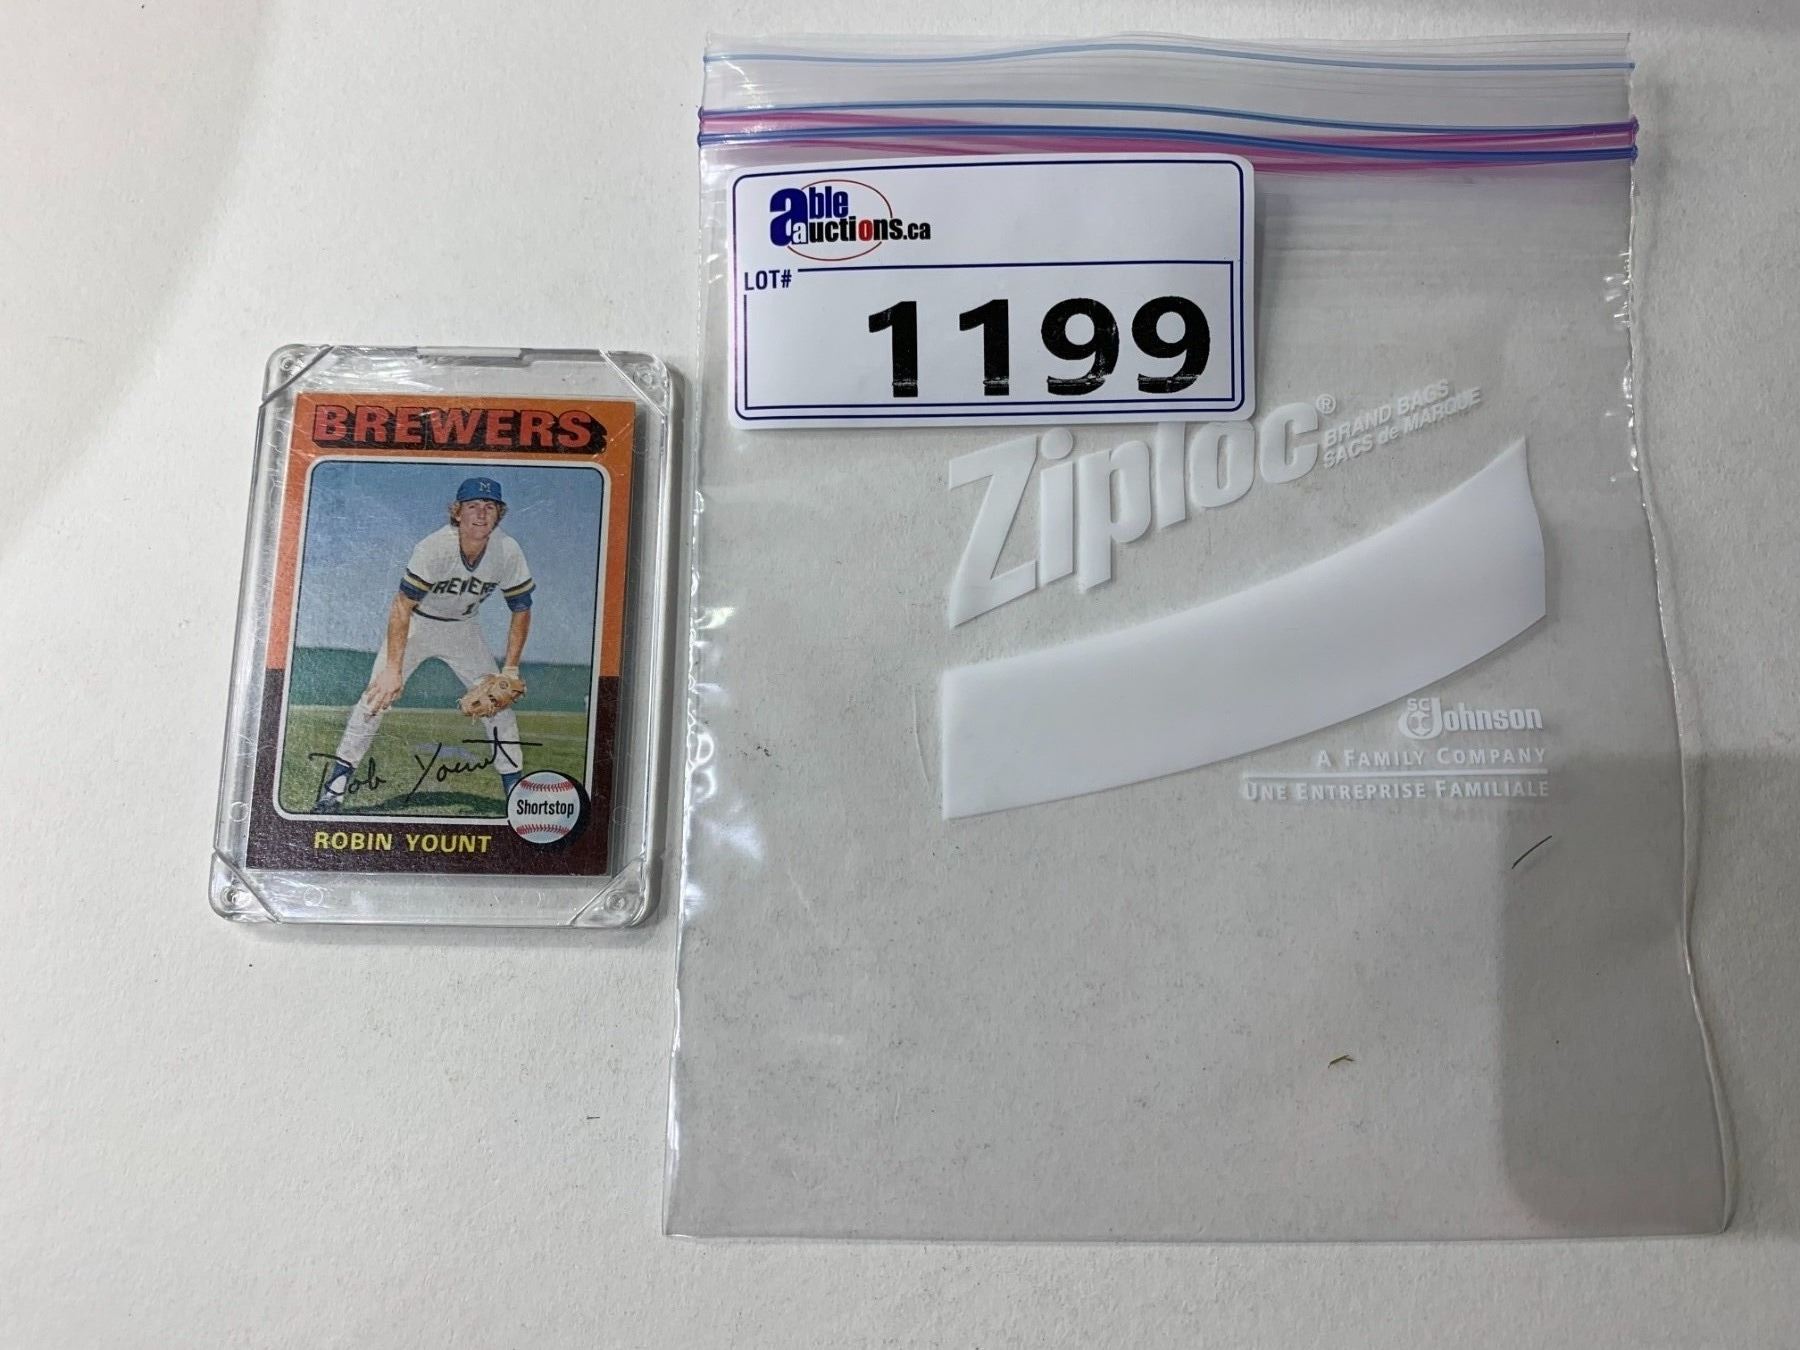 BREWERS
M
BREWERS
Rob Yount
Shortstop
ROBIN YOUNT
able
auctions.ca
LOT#
1199
Ziploc®
BRAND BAGS
SACS de MARQUE
SC Johnson
A FAMILY COMPANY
UNE ENTREPRISE FAMILIALE